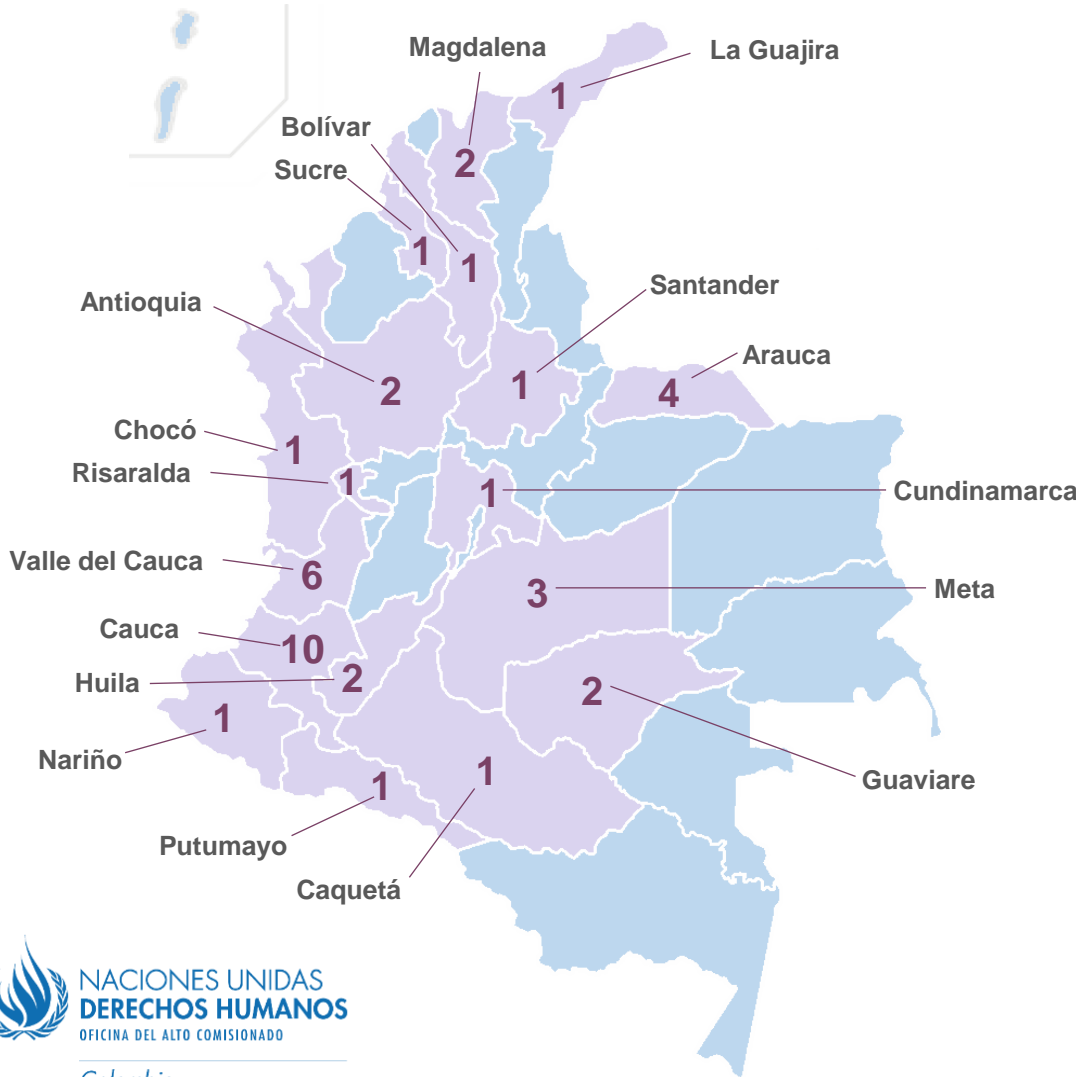 Magdalena
La Guajira
1
Bolívar
2
Sucre
1
1
Santander
Antioquia
Arauca
1
2
4
Chocó
1
Risaralda
1
1
Cundinamarca
Valle del Cauca
6
3
Meta
Cauca
10
Huila
2
2
1
Nariño
1
Guaviare
1
Putumayo
Caquetá
NACIONES UNIDAS
DERECHOS HUMANOS
OFICINA DEL ALTO COMISIONADO